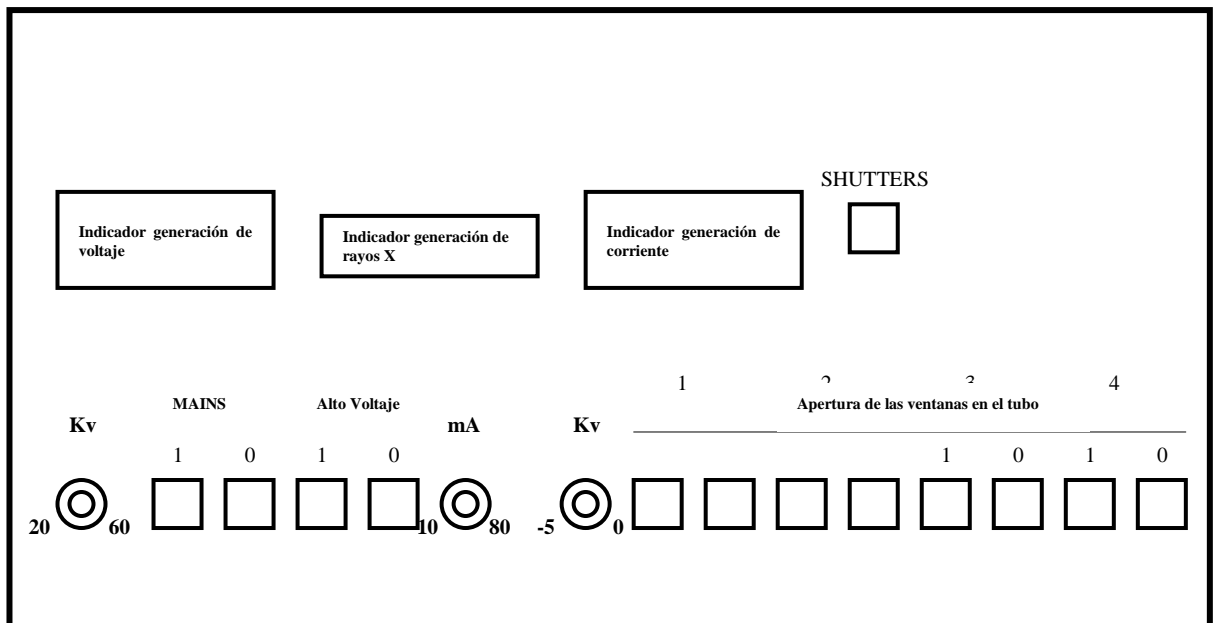 SHUTTERS
Indicador generación de
voltaje
Indicador generación de
rayos X
Indicador generación de
corriente
1 4
MAINS Alto Voltaje Apertura de las ventanas en el tubo
Kv mA Kv
1 0 1 0 1 0 1 0
20 60 10 80 -5 0